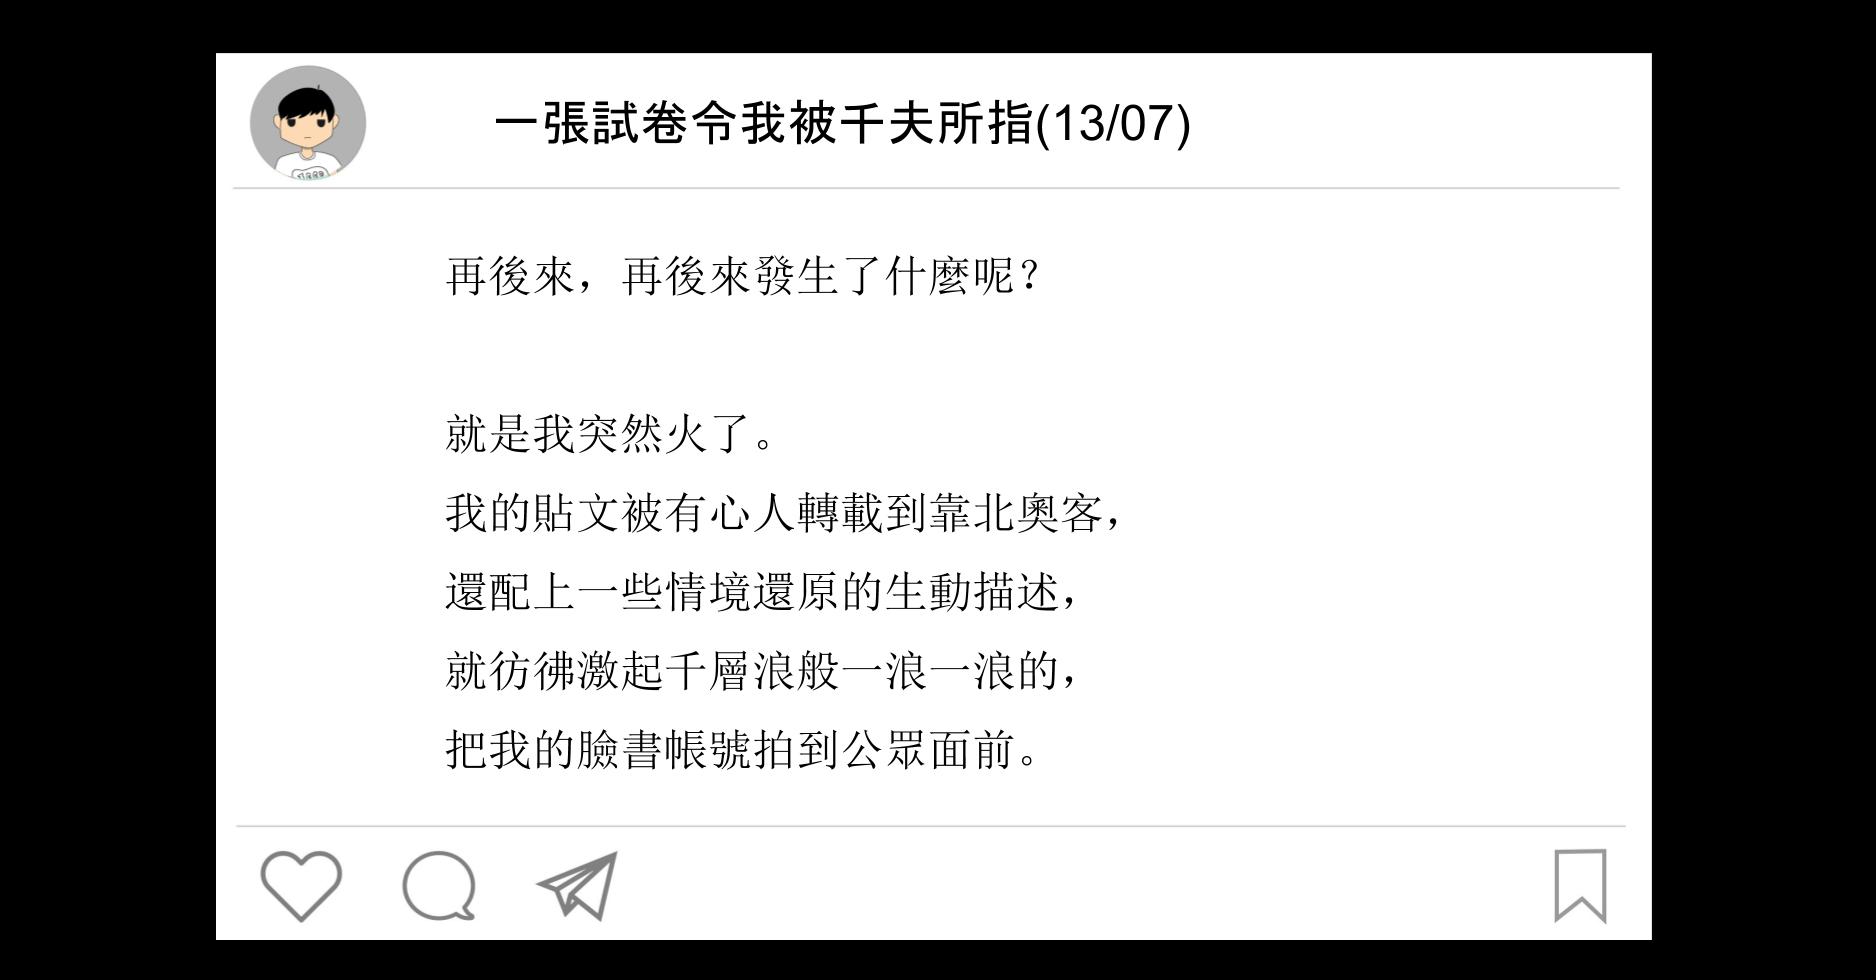 一張試卷令我被千夫所指(13/07)
再後來，再後來發生了什麼呢？
就是我突然火了。
我的貼文被有心人轉載到靠北奧客，
還配上一些情境還原的生動描述，
就彷彿激起千層浪般一浪一浪的，
把我的臉書帳號拍到公眾面前。